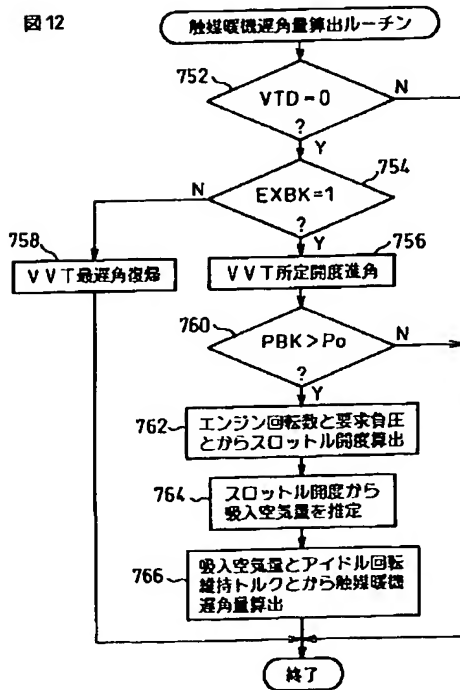 図12
触媒暖機遅角量算出ルーチン
752
VTD=0
?
N
Y
754
EXBK=1
?
N
Y
758
VVT最遅角復帰
756
VVT所定開度進角
760
PBK>Po
?
N
Y
762
エンジン回転数と要求負圧
とからスロットル開度算出
764
スロットル開度から
吸入空気量を推定
766
吸入空気量とアイドル回転
維持トルクとから触媒暖機
遅角量算出
終了